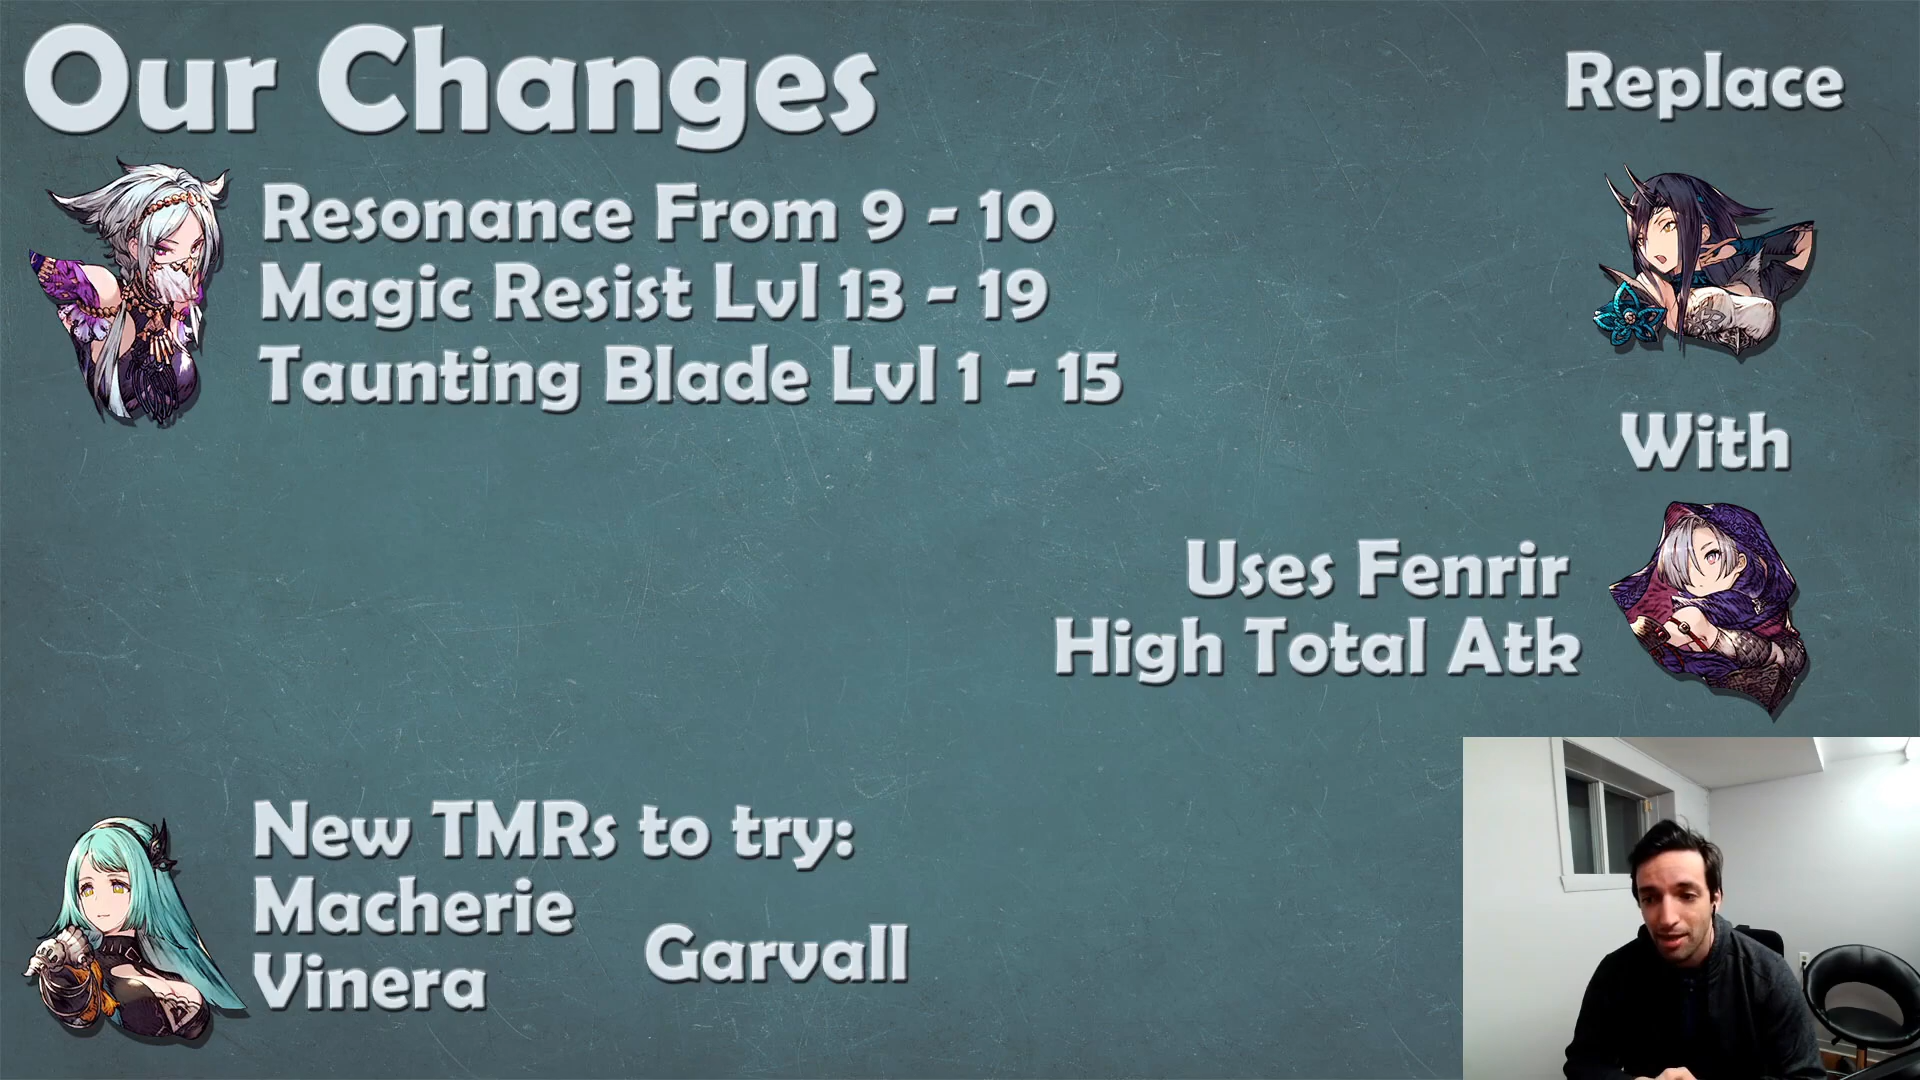 Our Changes
Resonance From 9 - 10
Magic Resist Lvl 13 - 19
Taunting Blade Lvl 1 - 15
Replace
With
Uses Fenrir
High Total Atk
New TMRs to try:
Macherie
Vinera
Garvall